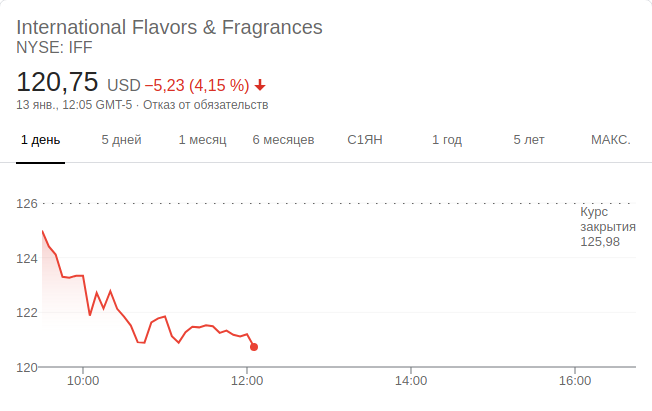 International Flavors & Fragrances
NYSE: IFF
120,75 USD −5,23 (4,15 %)
13 янв., 12:05 GMT-5 · Отказ от обязательств
1 день 5 дней 1 месяц 6 месяцев С1ЯН 1 год 5 лет МАКС.
126
Курс
закрытия
125,98
124
122
120
10:00 12:00 14:00 16:00